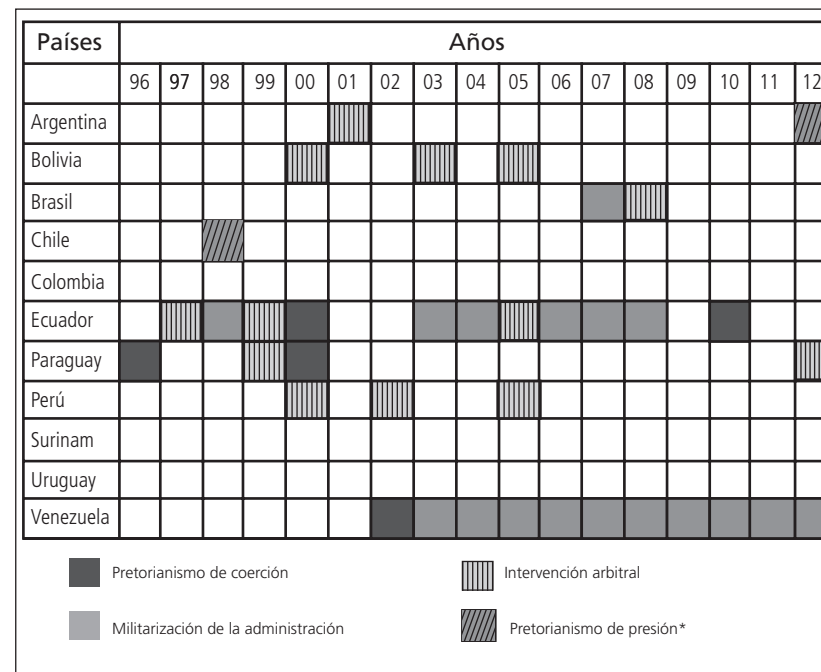 Países Años
96 97 98 99 00 01 02 03 04 05 06 07 08 09 10 11 12
Argentina
Bolivia
Brasil
Chile
Colombia
Ecuador
Paraguay
Perú
Surinam
Uruguay
Venezuela
Pretorianismo de coerción Intervención arbitral
Militarización de la administración Pretorianismo de presión*